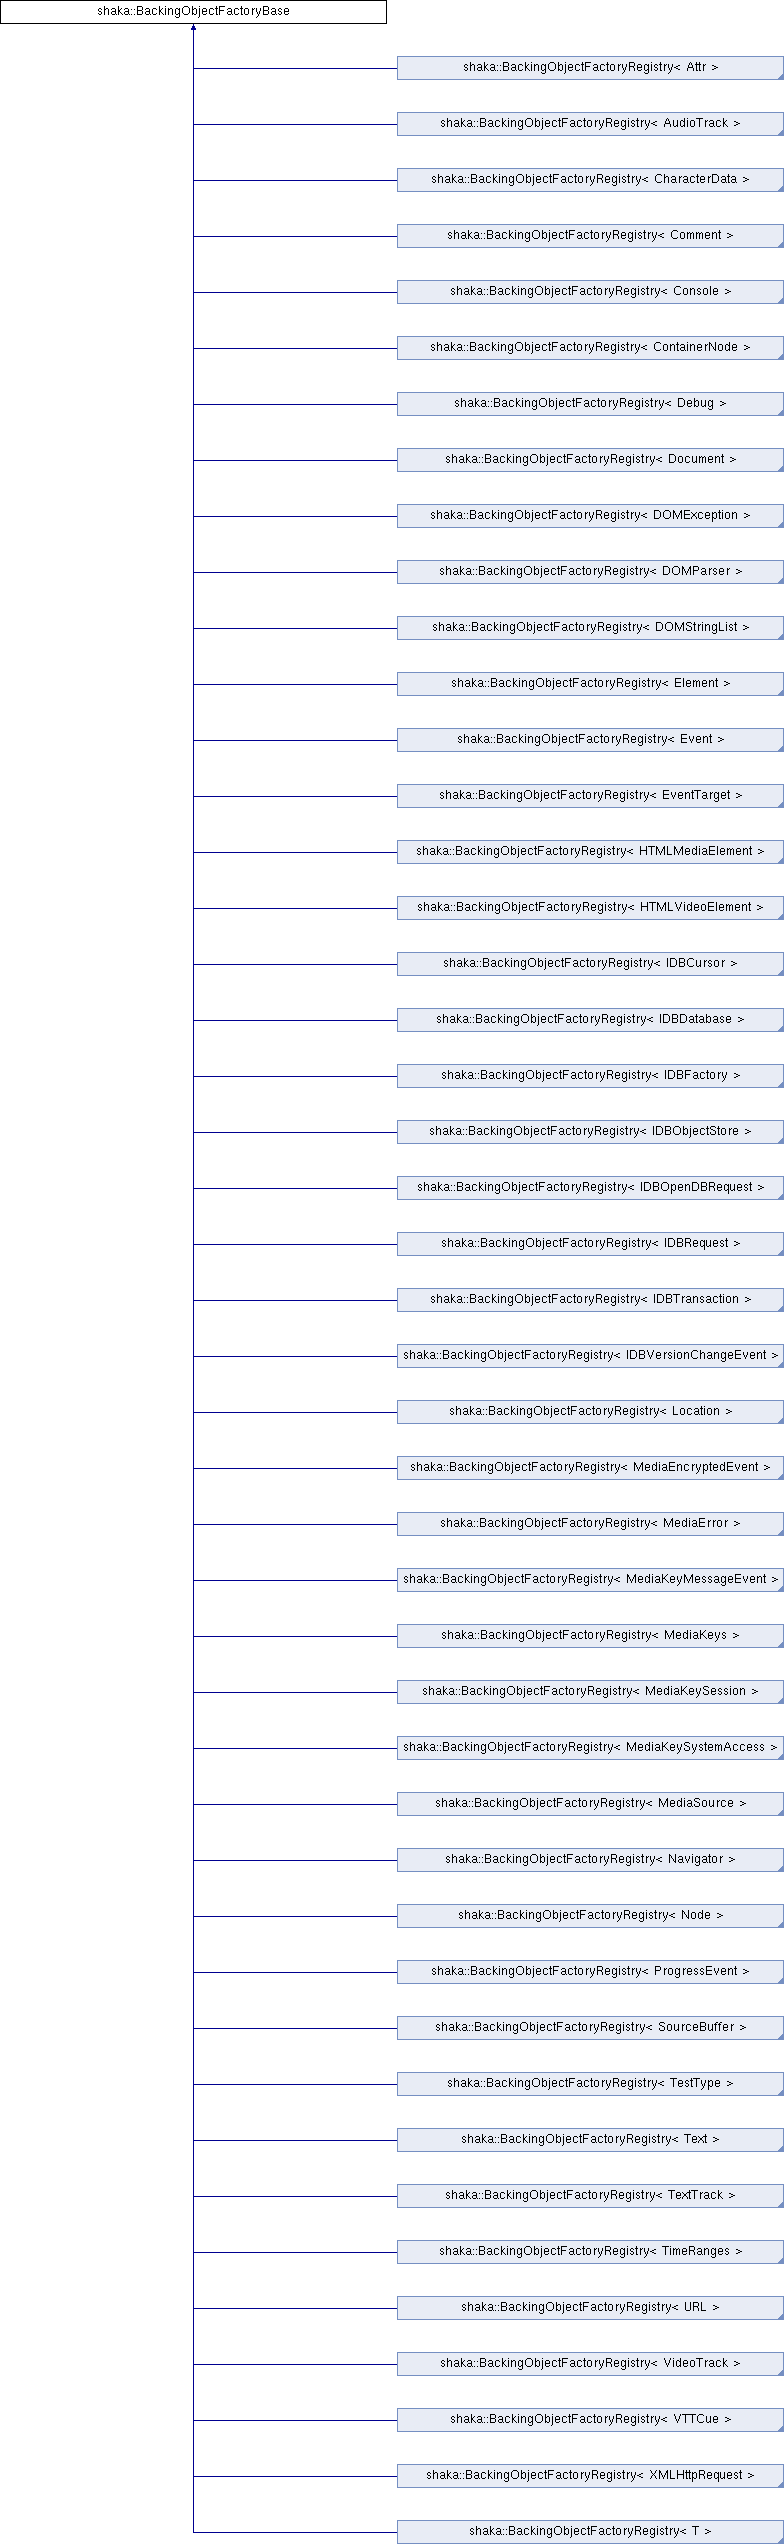 shaka::BackingObjectFactoryBase
shaka::BackingObjectFactoryRegistry< Attr >
shaka::BackingObjectFactoryRegistry< AudioTrack >
shaka::BackingObjectFactoryRegistry< CharacterData >
shaka::BackingObjectFactoryRegistry< Comment >
shaka::BackingObjectFactoryRegistry< Console >
shaka::BackingObjectFactoryRegistry< ContainerNode >
shaka::BackingObjectFactoryRegistry< Debug >
shaka::BackingObjectFactoryRegistry< Document >
shaka::BackingObjectFactoryRegistry< DOMException >
shaka::BackingObjectFactoryRegistry< DOMParser >
shaka::BackingObjectFactoryRegistry< DOMStringList >
shaka::BackingObjectFactoryRegistry< Element >
shaka::BackingObjectFactoryRegistry< Event >
shaka::BackingObjectFactoryRegistry< EventTarget >
shaka::BackingObjectFactoryRegistry< HTMLMediaElement >
shaka::BackingObjectFactoryRegistry< HTMLVideoElement >
shaka::BackingObjectFactoryRegistry< IDBCursor >
shaka::BackingObjectFactoryRegistry< IDBDatabase >
shaka::BackingObjectFactoryRegistry< IDBFactory >
shaka::BackingObjectFactoryRegistry< IDBObjectStore >
shaka::BackingObjectFactoryRegistry< IDBOpenDBRequest >
shaka::BackingObjectFactoryRegistry< IDBRequest >
shaka::BackingObjectFactoryRegistry< IDBTransaction >
shaka::BackingObjectFactoryRegistry< IDBVersionChangeEvent >
shaka::BackingObjectFactoryRegistry< Location >
shaka::BackingObjectFactoryRegistry< MediaEncryptedEvent >
shaka::BackingObjectFactoryRegistry< MediaError >
shaka::BackingObjectFactoryRegistry< MediaKeyMessageEvent >
shaka::BackingObjectFactoryRegistry< MediaKeys >
shaka::BackingObjectFactoryRegistry< MediaKeySession >
shaka::BackingObjectFactoryRegistry< MediaKeySystemAccess >
shaka::BackingObjectFactoryRegistry< MediaSource >
shaka::BackingObjectFactoryRegistry< Navigator >
shaka::BackingObjectFactoryRegistry< Node >
shaka::BackingObjectFactoryRegistry< ProgressEvent >
shaka::BackingObjectFactoryRegistry< SourceBuffer >
shaka::BackingObjectFactoryRegistry< TestType >
shaka::BackingObjectFactoryRegistry< Text >
shaka::BackingObjectFactoryRegistry< TextTrack >
shaka::BackingObjectFactoryRegistry< TimeRanges >
shaka::BackingObjectFactoryRegistry< URL >
shaka::BackingObjectFactoryRegistry< VideoTrack >
shaka::BackingObjectFactoryRegistry< VTTCue >
shaka::BackingObjectFactoryRegistry< XMLHttpRequest >
shaka::BackingObjectFactoryRegistry< T >